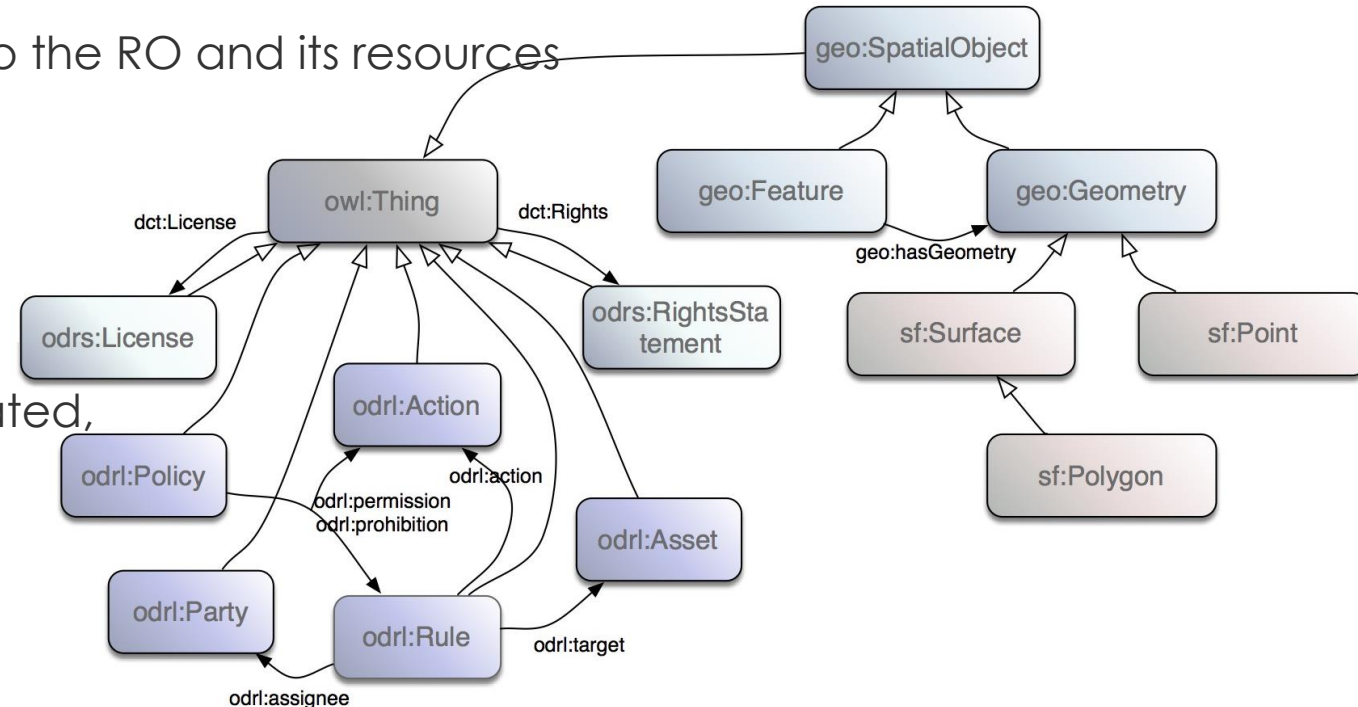 o the RO and its resources
geo:SpatialObject
owl:Thing
geo:Feature
geo:Geometry
dct:License
dct:Rights
geo:hasGeometry
odrs:License
odrs:RightsSta
tement
sf:Surface
sf:Point
ated,
odrl:Action
odrl:Policy
odrl:action
sf:Polygon
odrl:permission
odrl:prohibition
odrl:Asset
odrl:Party
odrl:Rule
odrl:target
odrl:assignee